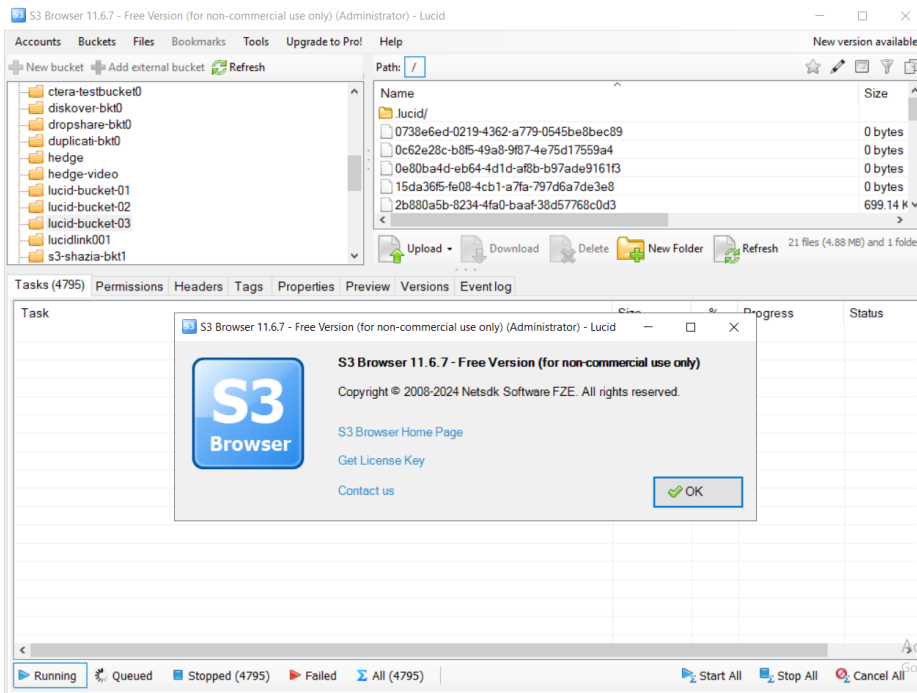 S3 Browser 11.6.7 - Free Version (for non-commercial use only) (Administrator) - Lucid
Accounts Buckets Files Bookmarks Tools Upgrade to Pro! Help New version available
New bucket Add external bucket Refresh
Path: /
ctera-testbucket0
diskover-bkt0
dropshare-bkt0
duplicati-bkt0
hedge
hedge-video
lucid-bucket-01
lucid-bucket-02
lucid-bucket-03
lucidlink001
s3-shazia-bkt1
Name Size
.lucid/
0738e6ed-0219-4362-a779-0545be8bec89 0 bytes
0c62e28c-b8f5-49a8-9f87-4e75d17559a4 0 bytes
0e80ba4d-eb64-4d1d-af8b-b97ade9161f3 0 bytes
15da36f5-fe08-4cb1-a7fa-797d6a7de3e8 0 bytes
2b880a5b-8234-4fa0-baaf-38d57768c0d3 699.14 K
Upload Download Delete New Folder Refresh 21 files (4.88 MB) and 1 folde
Tasks (4795) Permissions Headers Tags Properties Preview Versions Eventlog
Task Size % Progress Status
S3 Browser 11.6.7 - Free Version (for non-commercial use only) (Administrator) - Lucid
S3
Browser
S3 Browser 11.6.7 - Free Version (for non-commercial use only)
Copyright © 2008-2024 Netsdk Software FZE. All rights reserved.
S3 Browser Home Page
Get License Key
Contact us
OK
Running Queued Stopped (4795) Failed All (4795) Start All Stop All Cancel All